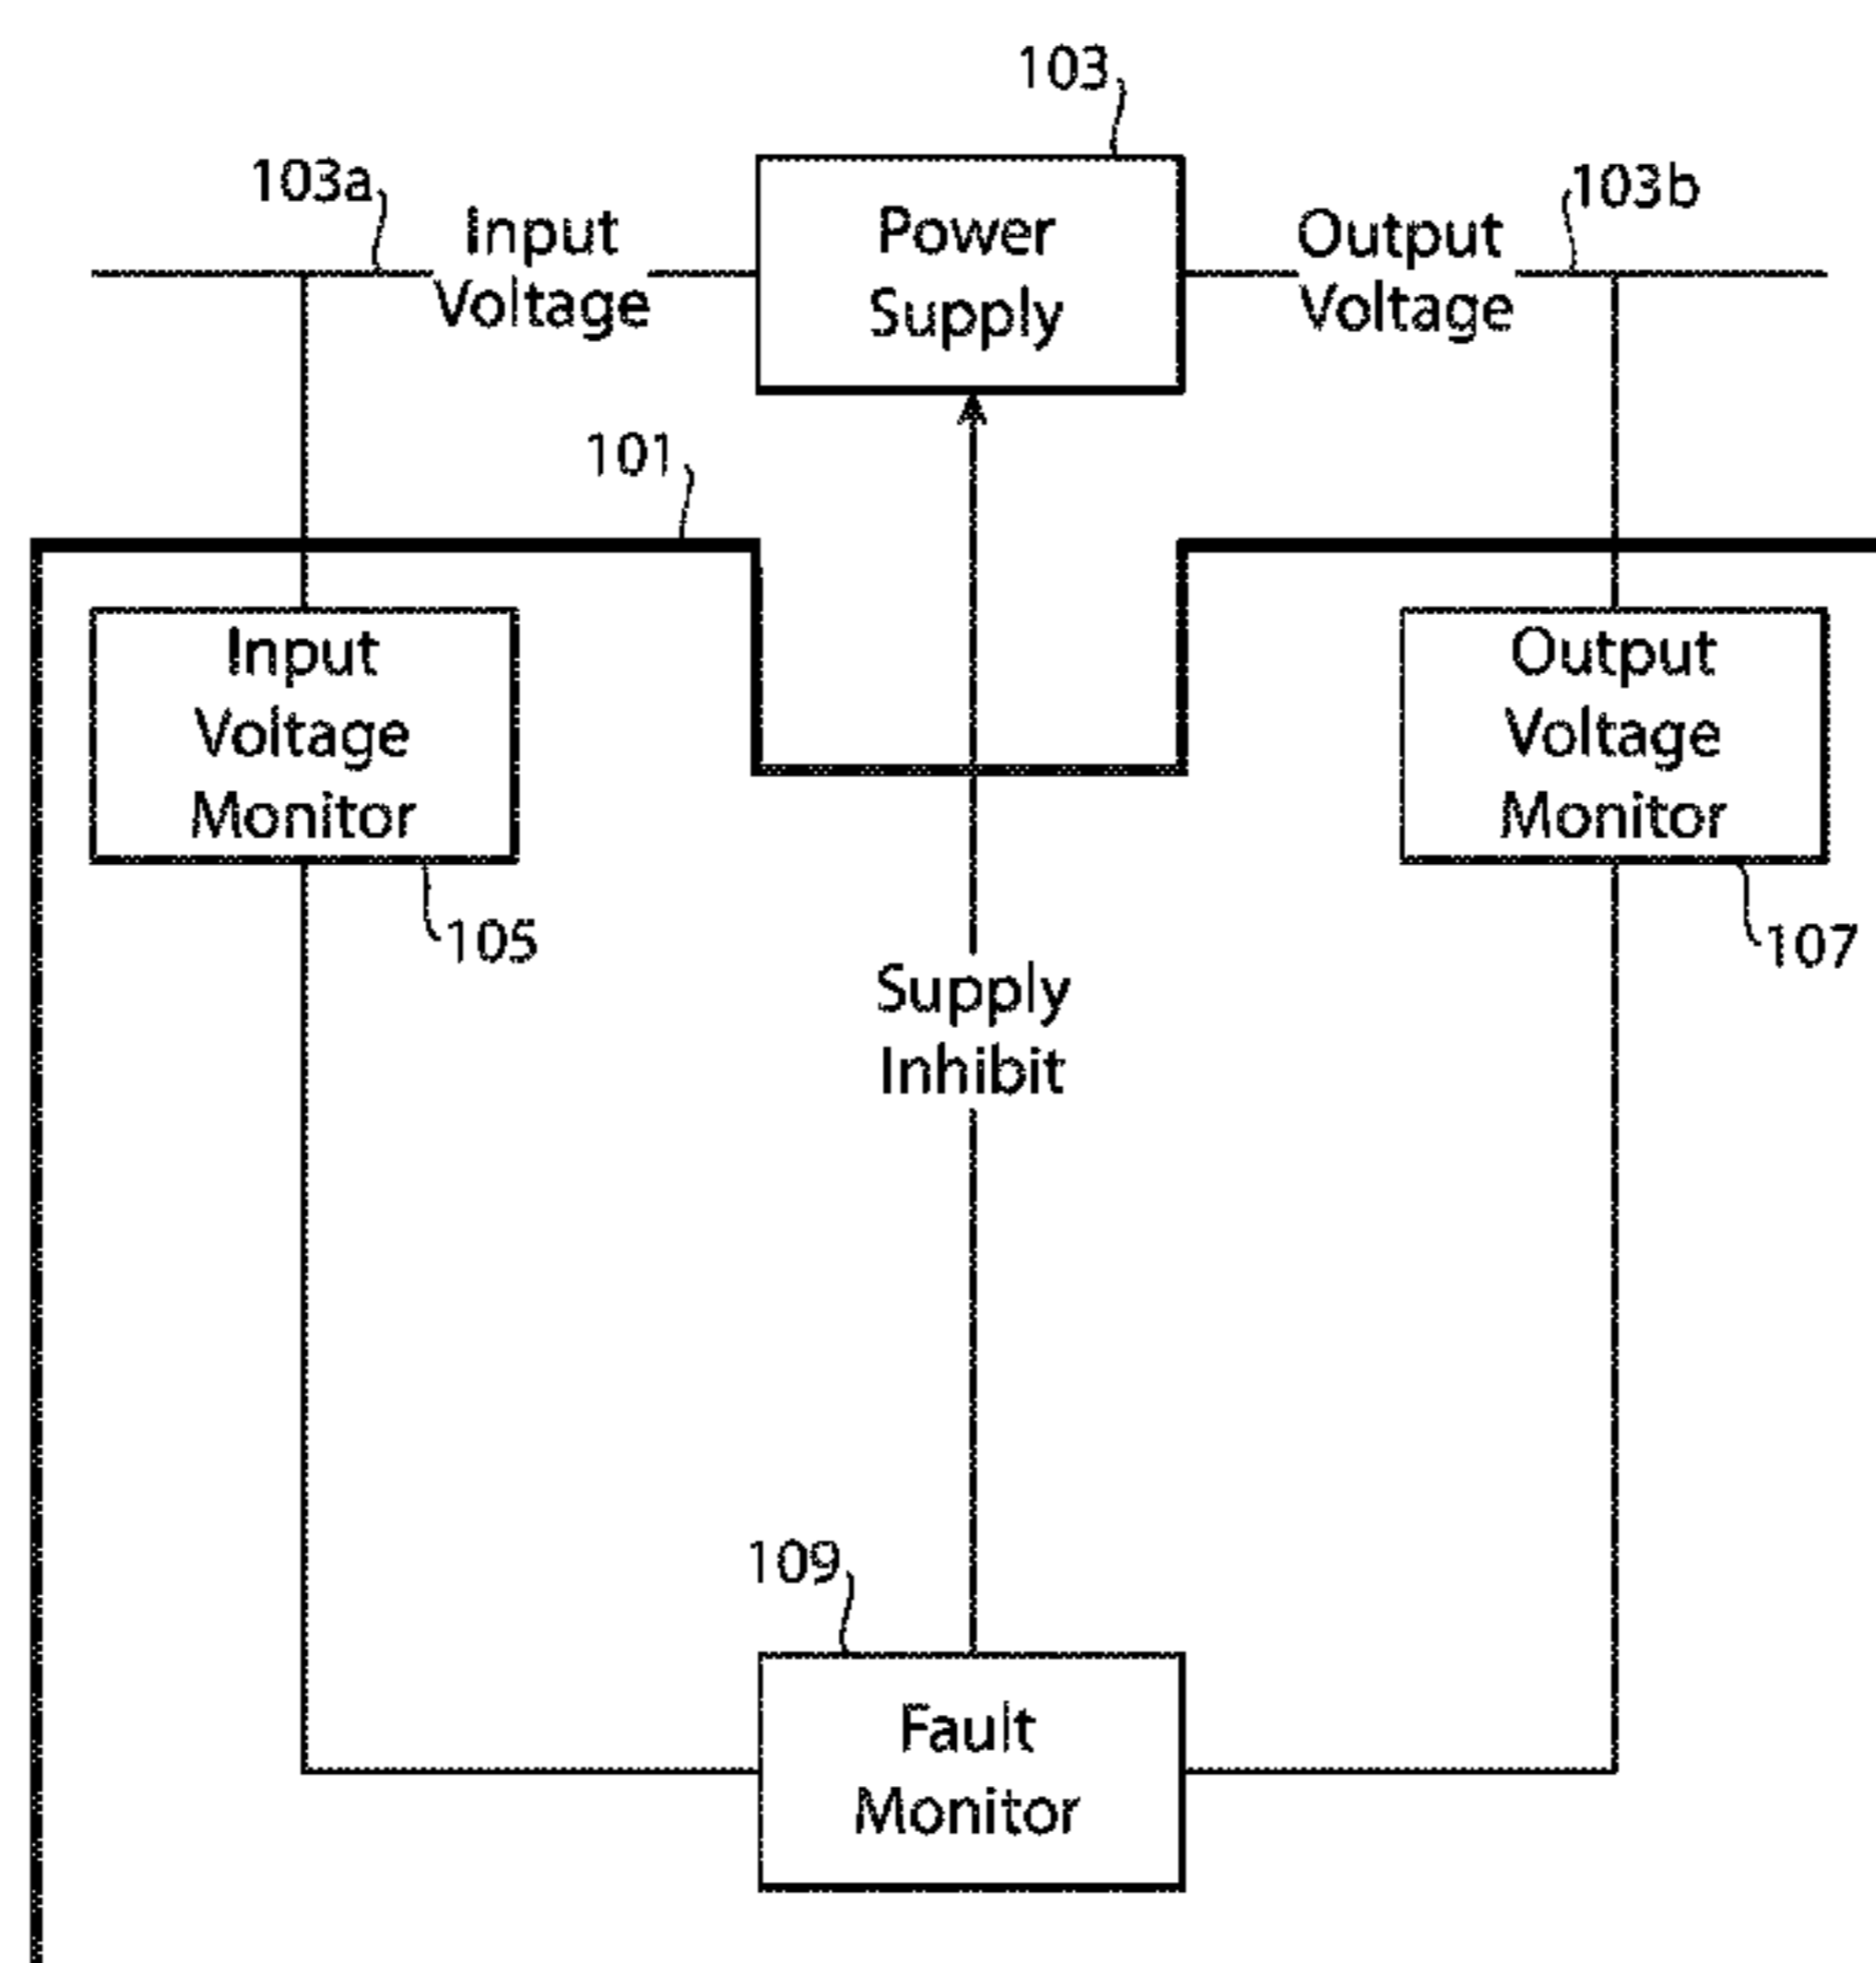 103
103a
Input
Voltage
Power
Supply
Output
Voltage
103b
101
Input
Voltage
Monitor
105
Output
Voltage
Monitor
107
Supply
Inhibit
109
Fault
Monitor